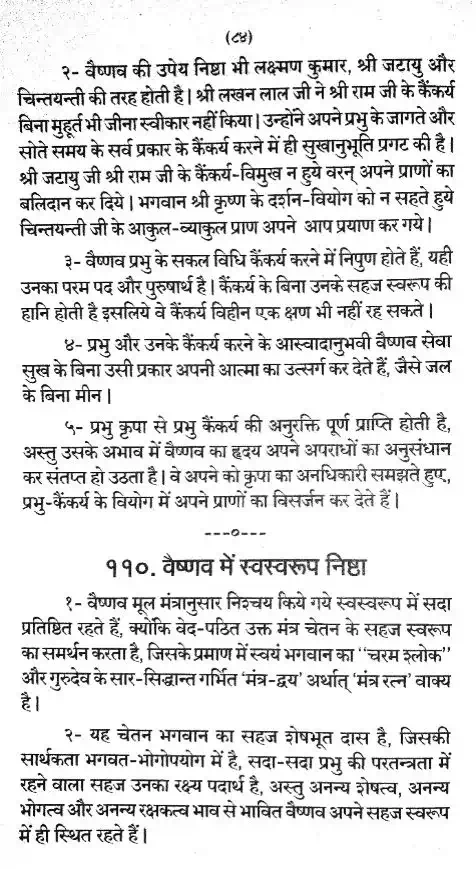 (८४)
२- वैष्णव की उपेय निष्ठा भी लक्ष्मण कुमार, श्री जटायु और
चिन्तयन्ती की तरह होती है। श्री लखन लाल जी ने श्री राम जी के कैंकर्य
बिना मुहूर्त भी जीना स्वीकार नहीं किया। उन्होंने अपने प्रभु के जागते और
सोते समय के सर्व प्रकार के कैंकर्य करने में ही सुखानुभूति प्रगट की है।
श्री जटायु जी श्री राम जी के कैंकर्य-विमुख न हुये वरन् अपने प्राणों का
बलिदान कर दिये। भगवान श्री कृष्ण के दर्शन-वियोग को न सहते हुये
चिन्तयन्ती जी के आकुल-व्याकुल प्राण अपने आप प्रयाण कर गये।
३- वैष्णव प्रभु के सकल विधि कैंकर्य करने में निपुण होते हैं, यही
उनका परम पद और पुरुषार्थ है। कैंकर्य के बिना उनके सहज स्वरूप की
हानि होती है इसलिये वे कैंकर्य विहीन एक क्षण भी नहीं रह सकते।
४- प्रभु और उनके कैंकर्य करने के आस्वादानुभवी वैष्णव सेवा
सुख के बिना उसी प्रकार अपनी आत्मा का उत्सर्ग कर देते हैं, जैसे जल
के बिना मीन।
५- प्रभु कृपा से प्रभु कैंकर्य की अनुरक्ति पूर्ण प्राप्ति होती है,
अस्तु उसके अभाव में वैष्णव का हृदय अपने अपराधों का अनुसंधान
कर संतप्त हो उठता है। वे अपने को कृपा का अनधिकारी समझते हुए,
प्रभु-कैंकर्य के वियोग में अपने प्राणों का विसर्जन कर देते हैं।
---०---
११०. वैष्णव में स्वस्वरूप निष्ठा
१- वैष्णव मूल मंत्रानुसार निश्चय किये गये स्वस्वरूप में सदा
प्रतिष्ठित रहते हैं, क्योंकि वेद-पठित उक्त मंत्र चेतन के सहज स्वरूप
का समर्थन करता है, जिसके प्रमाण में स्वयं भगवान का ''चरम श्लोक''
और गुरुदेव के सार-सिद्धान्त गर्भित 'मंत्र-द्वय' अर्थात् 'मंत्र रत्न' वाक्य
है।
२- यह चेतन भगवान का सहज शेषभूत दास है, जिसकी
सार्थकता भगवत-भोगोपयोग में है, सदा-सदा प्रभु की परतन्त्रता में
रहने वाला सहज उनका रक्ष्य पदार्थ है, अस्तु अनन्य शेषत्व, अनन्य
भोगत्व और अनन्य रक्षकत्व भाव से भावित वैष्णव अपने सहज स्वरूप
में ही स्थित रहते हैं।